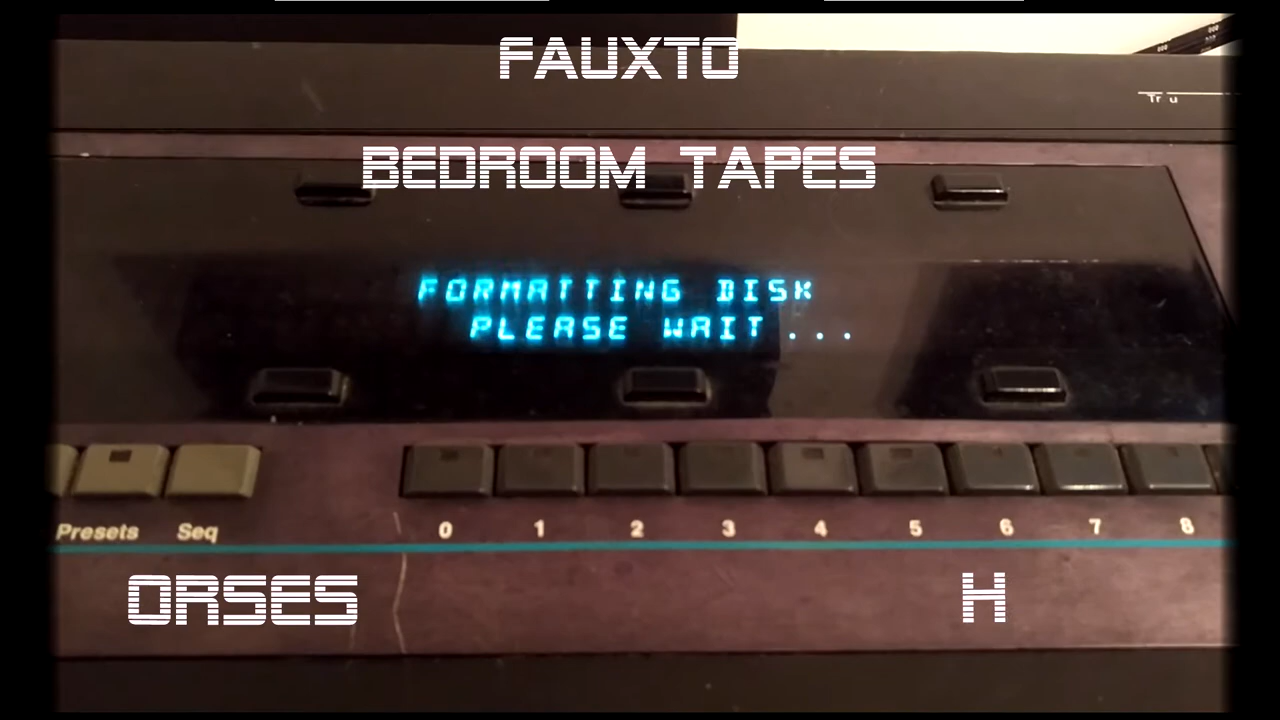 FAUXTO
BEDROOM TAPES
FORMATTING DISK
PLEASE WAIT...
Presets Seq 0 1 2 3 4 5 6 7 8
ORSES H